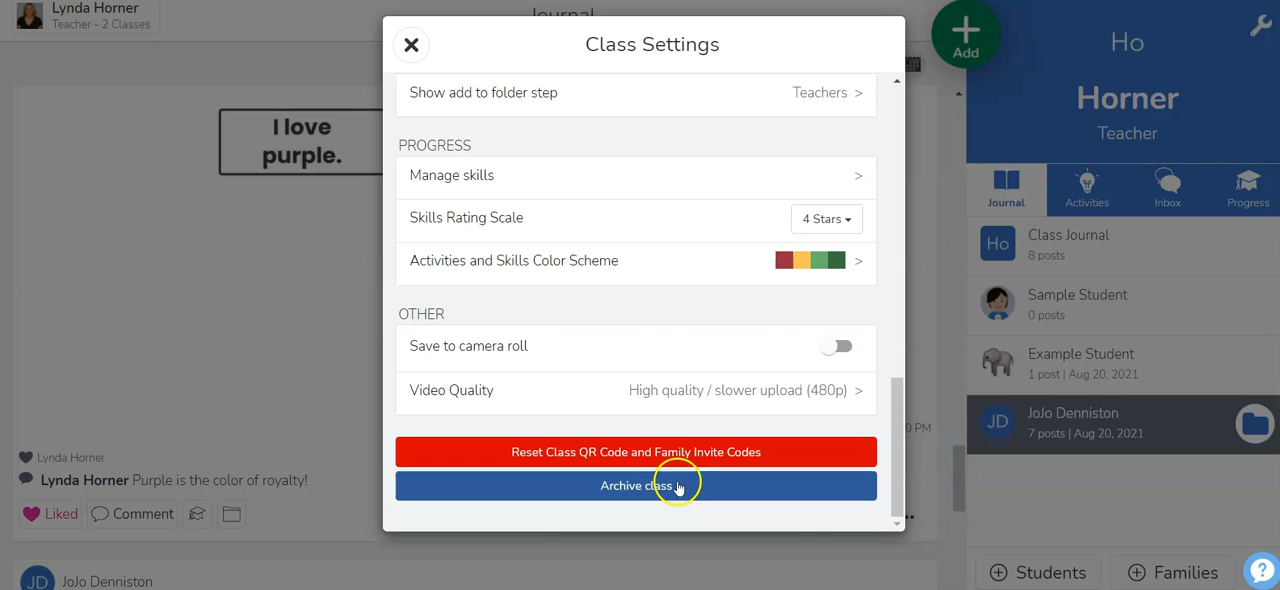 Lynda Horner
Teacher - 2 Classes
Journal
I love
purple.
Lynda Horner
Lynda Horner Purple is the color of royalty!
Liked
Comment
JD
JoJo Denniston
Class Settings
Show add to folder step
Teachers >
PROGRESS
Manage skills
>
Skills Rating Scale
4 Stars
Activities and Skills Color Scheme
>
OTHER
Save to camera roll
Video Quality
High quality / slower upload (480p) >
Reset Class QR Code and Family Invite Codes
Archive class
0 PM
Add
Ho
Horner
Teacher
Journal
Activities
Inbox
Progress
Ho
Class Journal
8 posts
Sample Student
0 posts
Example Student
1 post | Aug 20, 2021
JD
JoJo Denniston
7 posts | Aug 20, 2021
Students
Families
?